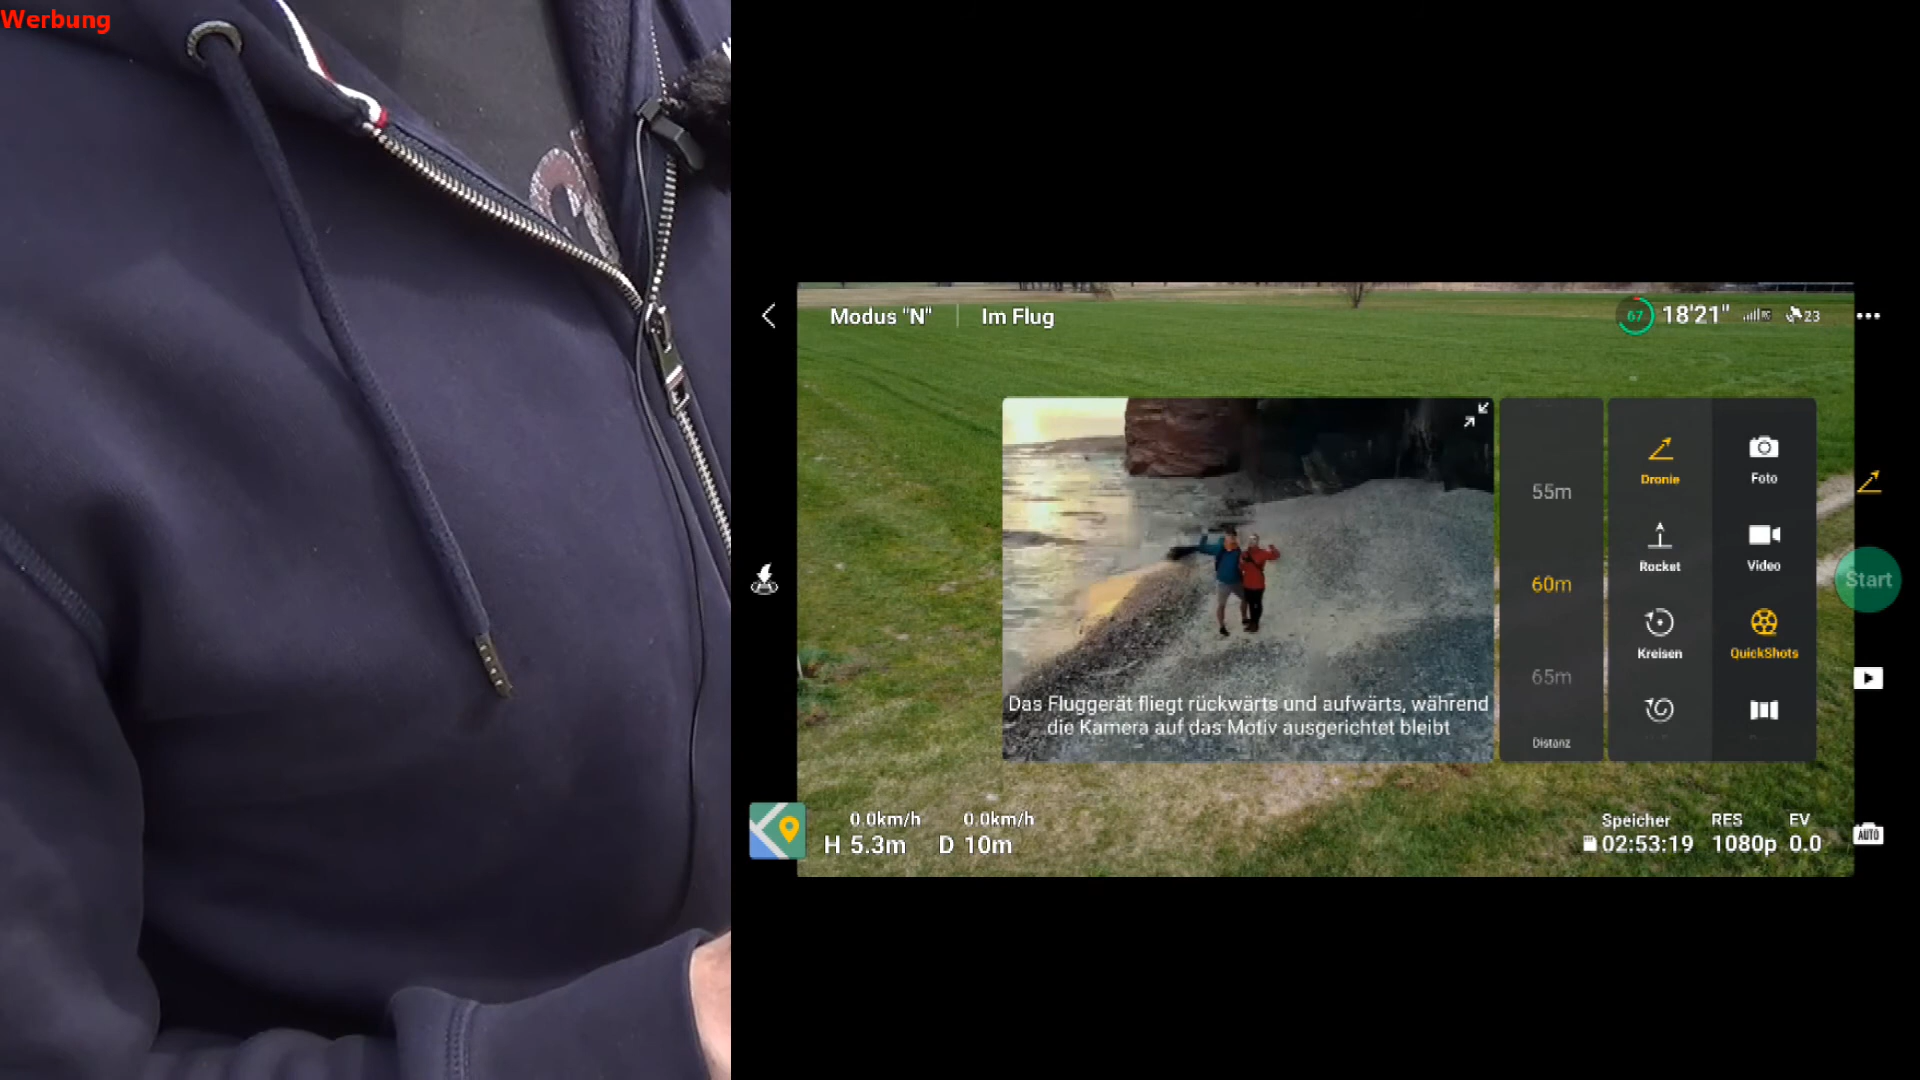 Werbung
Modus "N" Im Flug
67 18'21" 23
55m
60m
65m
Distanz
Dronie
Rocket
Kreisen
Foto
Video
QuickShots
Start
Das Fluggerät fliegt rückwärts und aufwärts, während
die Kamera auf das Motiv ausgerichtet bleibt
0.0km/h 0.0km/h
H 5.3m D 10m
Speicher RES EV
02:53:19 1080p 0.0
AUTO